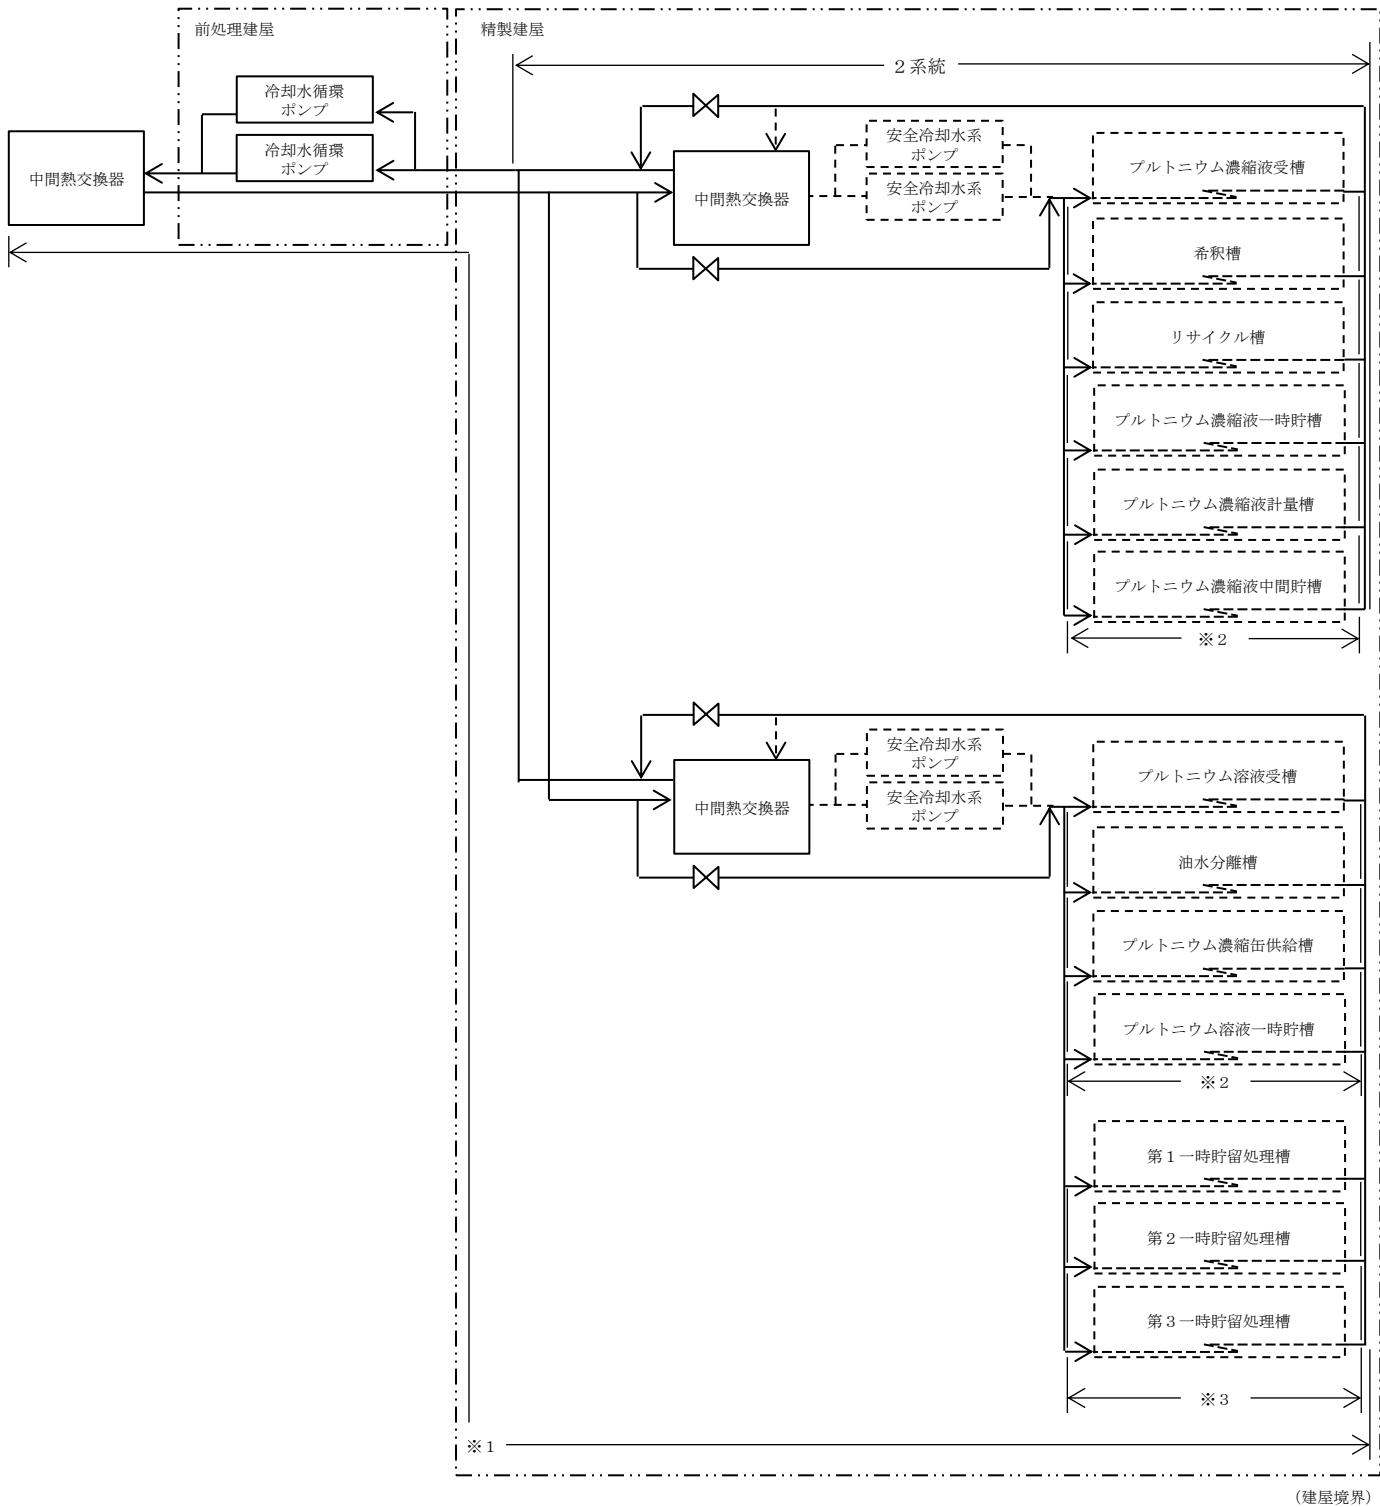 前処理建屋
精製建屋
２系統
冷却水循環
ポンプ
冷却水循環
ポンプ
中間熱交換器
中間熱交換器
安全冷却水系
ポンプ
安全冷却水系
ポンプ
プルトニウム濃縮液受槽
希釈槽
リサイクル槽
プルトニウム濃縮液一時貯槽
プルトニウム濃縮液計量槽
プルトニウム濃縮液中間貯槽
※２
中間熱交換器
安全冷却水系
ポンプ
安全冷却水系
ポンプ
プルトニウム溶液受槽
油水分離槽
プルトニウム濃縮缶供給槽
プルトニウム溶液一時貯槽
※２
第１一時貯留処理槽
第２一時貯留処理槽
第３一時貯留処理槽
※３
※１
（建屋境界）